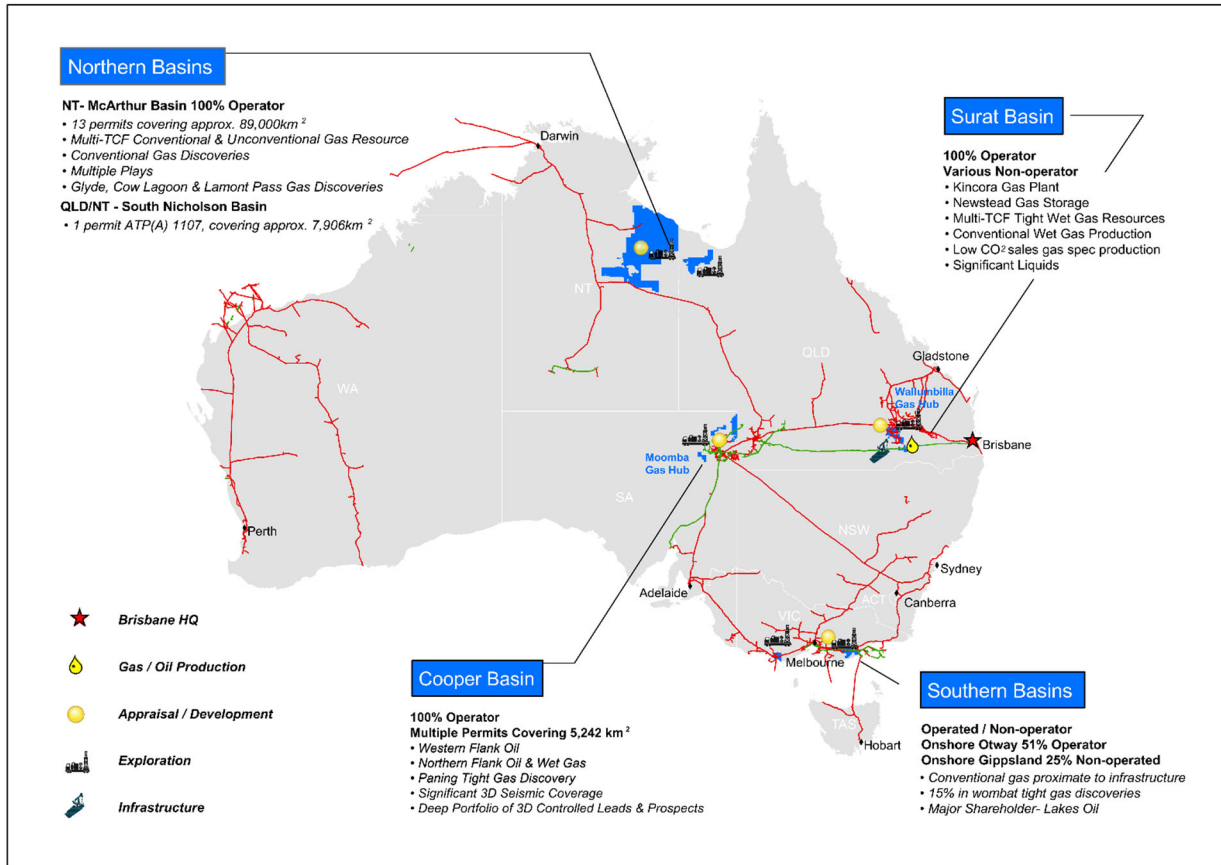 Northern Basins
NT- McArthur Basin 100% Operator
• 13 permits covering approx. 89,000km²
• Multi-TCF Conventional & Unconventional Gas Resource
• Conventional Gas Discoveries
• Multiple Plays
• Glyde, Cow Lagoon & Lamont Pass Gas Discoveries
QLD/NT - South Nicholson Basin
• 1 permit ATP(A) 1107, covering approx. 7,906km²
Surat Basin
100% Operator
Various Non-operator
• Kincora Gas Plant
• Newstead Gas Storage
• Multi-TCF Tight Wet Gas Resources
• Conventional Wet Gas Production
• Low CO² sales gas spec production
• Significant Liquids
Darwin
NT
WA
QLD
Gladstone
Wallumbilla
Gas Hub
Brisbane
Moomba
Gas Hub
SA
NSW
Perth
Adelaide
Sydney
ACT
Canberra
VIC
Melbourne
TAS
Hobart
Brisbane HQ
Gas / Oil Production
Appraisal / Development
Exploration
Infrastructure
Cooper Basin
100% Operator
Multiple Permits Covering 5,242 km²
• Western Flank Oil
• Northern Flank Oil & Wet Gas
• Paning Tight Gas Discovery
• Significant 3D Seismic Coverage
• Deep Portfolio of 3D Controlled Leads & Prospects
Southern Basins
Operated / Non-operator
Onshore Otway 51% Operator
Onshore Gippsland 25% Non-operated
• Conventional gas proximate to infrastructure
• 15% in wombat tight gas discoveries
• Major Shareholder- Lakes Oil